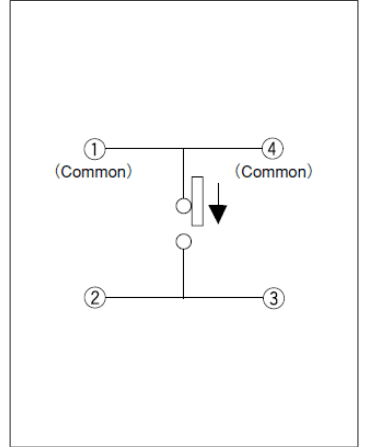 ① ④
（Common） （Common）
② ③